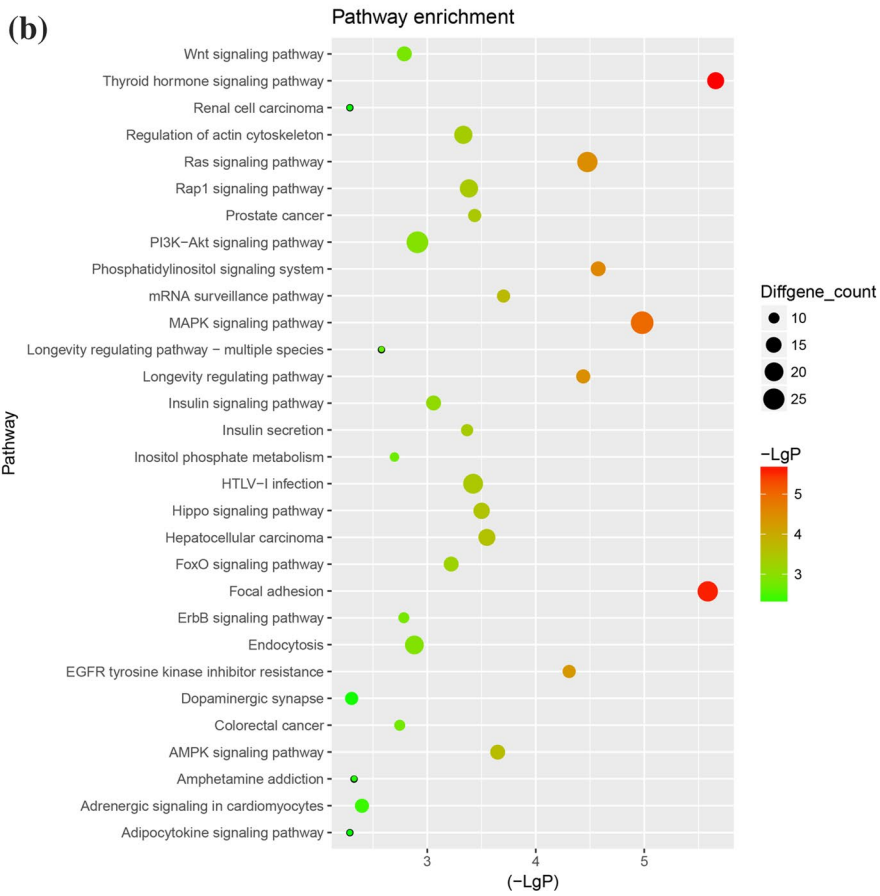 (b)
Pathway enrichment
Wnt signaling pathway
Thyroid hormone signaling pathway
Renal cell carcinoma
Regulation of actin cytoskeleton
Ras signaling pathway
Rap1 signaling pathway
Prostate cancer
PI3K−Akt signaling pathway
Phosphatidylinositol signaling system
mRNA surveillance pathway
MAPK signaling pathway
Longevity regulating pathway − multiple species
Longevity regulating pathway
Insulin signaling pathway
Insulin secretion
Inositol phosphate metabolism
HTLV−I infection
Hippo signaling pathway
Hepatocellular carcinoma
FoxO signaling pathway
Focal adhesion
ErbB signaling pathway
Endocytosis
EGFR tyrosine kinase inhibitor resistance
Dopaminergic synapse
Colorectal cancer
AMPK signaling pathway
Amphetamine addiction
Adrenergic signaling in cardiomyocytes
Adipocytokine signaling pathway
Pathway
3 4 5
(−LgP)
Diffgene_count
10
15
20
25
−LgP
5
4
3